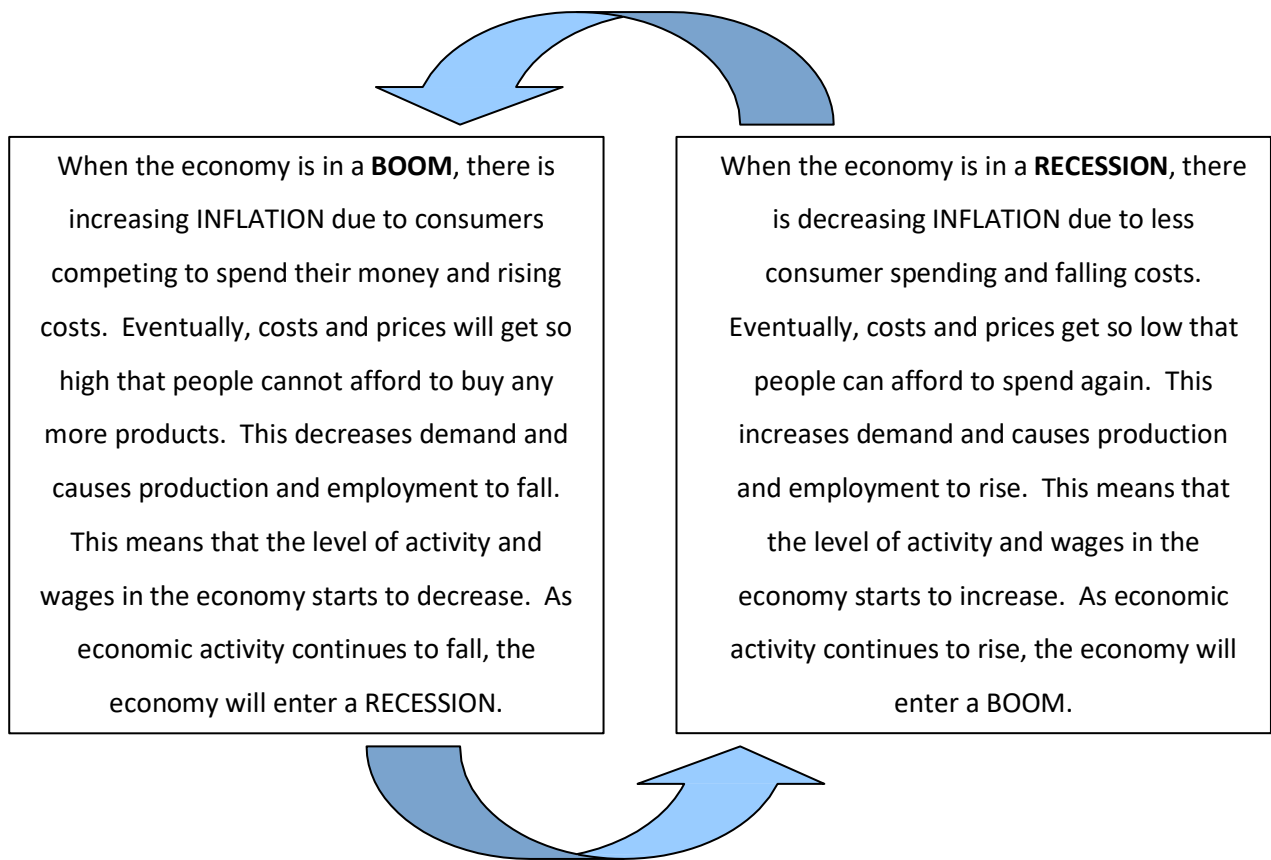 When the economy is in a BOOM, there is
increasing INFLATION due to consumers
competing to spend their money and rising
costs.  Eventually, costs and prices will get so
high that people cannot afford to buy any
more products.  This decreases demand and
causes production and employment to fall.
This means that the level of activity and
wages in the economy starts to decrease.  As
economic activity continues to fall, the
economy will enter a RECESSION.
When the economy is in a RECESSION, there
is decreasing INFLATION due to less
consumer spending and falling costs.
Eventually, costs and prices get so low that
people can afford to spend again.  This
increases demand and causes production
and employment to rise.  This means that
the level of activity and wages in the
economy starts to increase.  As economic
activity continues to rise, the economy will
enter a BOOM.